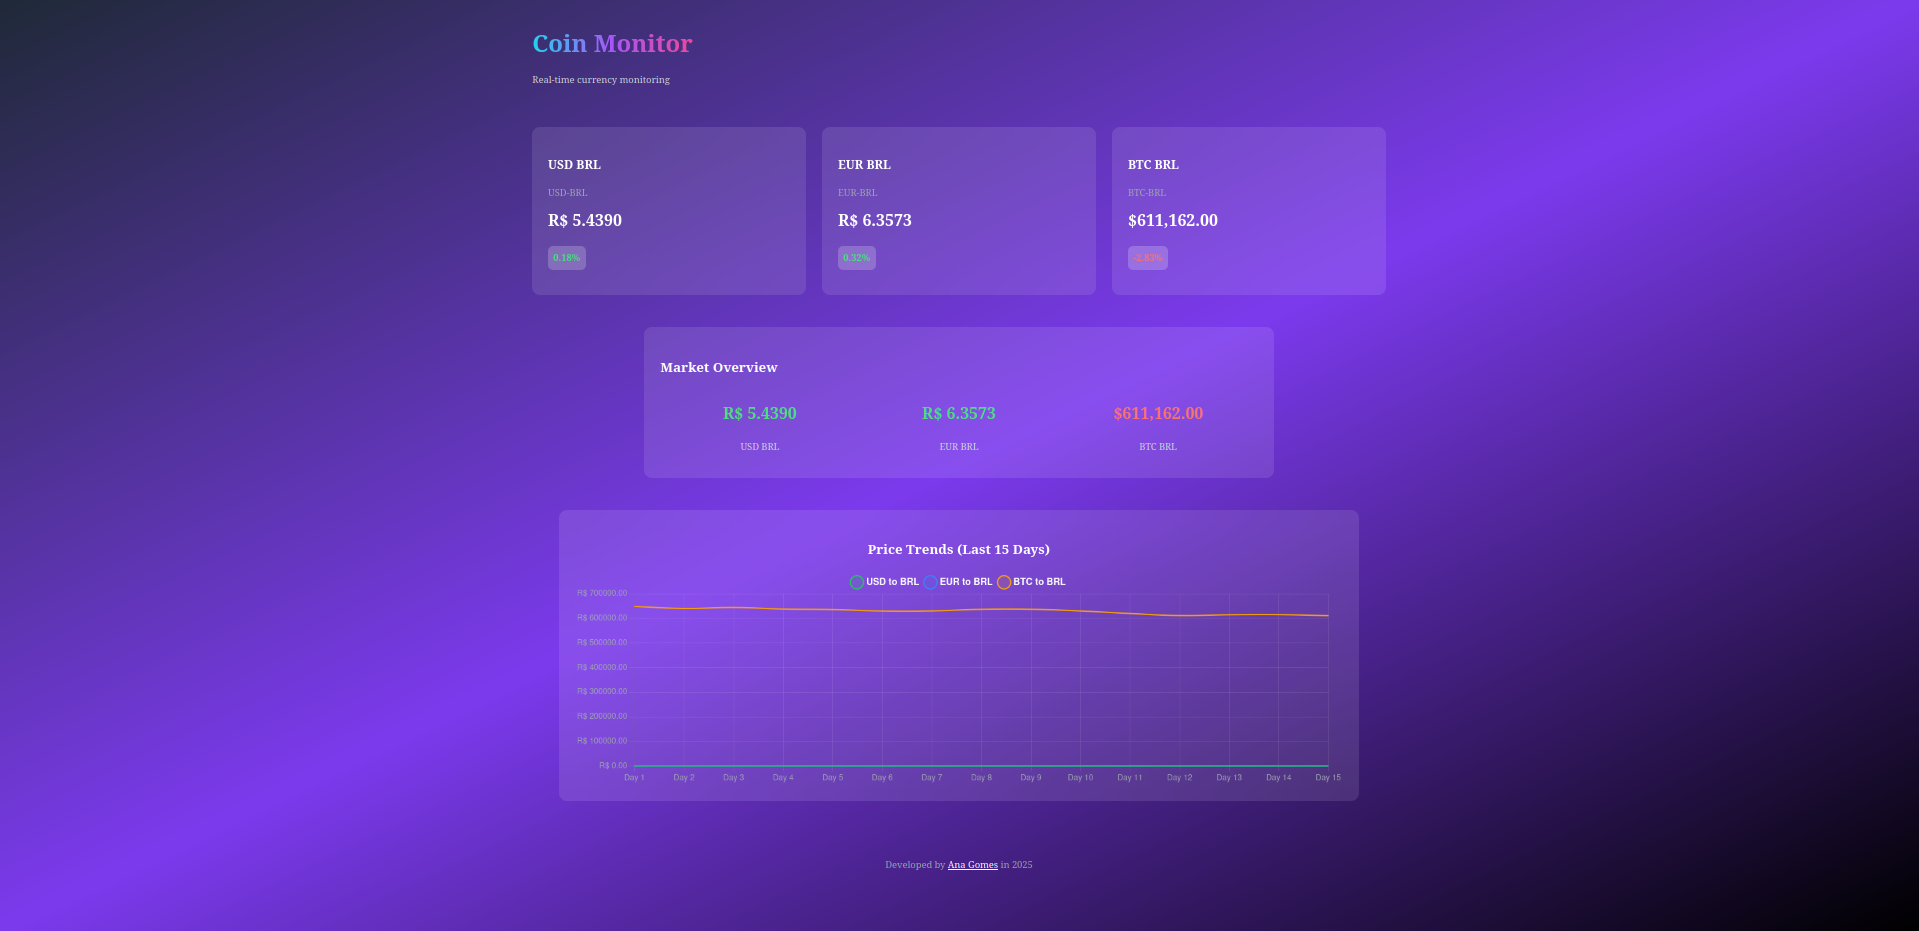 Coin Monitor
Real-time currency monitoring
USD BRL
USD-BRL
R$ 5.4390
0.18%
EUR BRL
EUR-BRL
R$ 6.3573
0.32%
BTC BRL
BTC-BRL
$611,162.00
-2.83%
Market Overview
R$ 5.4390
USD BRL
R$ 6.3573
EUR BRL
$611,162.00
BTC BRL
Price Trends (Last 15 Days)
USD to BRL EUR to BRL BTC to BRL
R$ 700000.00
R$ 600000.00
R$ 500000.00
R$ 400000.00
R$ 300000.00
R$ 200000.00
R$ 100000.00
R$ 0.00
Day 1 Day 2 Day 3 Day 4 Day 5 Day 6 Day 7 Day 8 Day 9 Day 10 Day 11 Day 12 Day 13 Day 14 Day 15
Developed by Ana Gomes in 2025